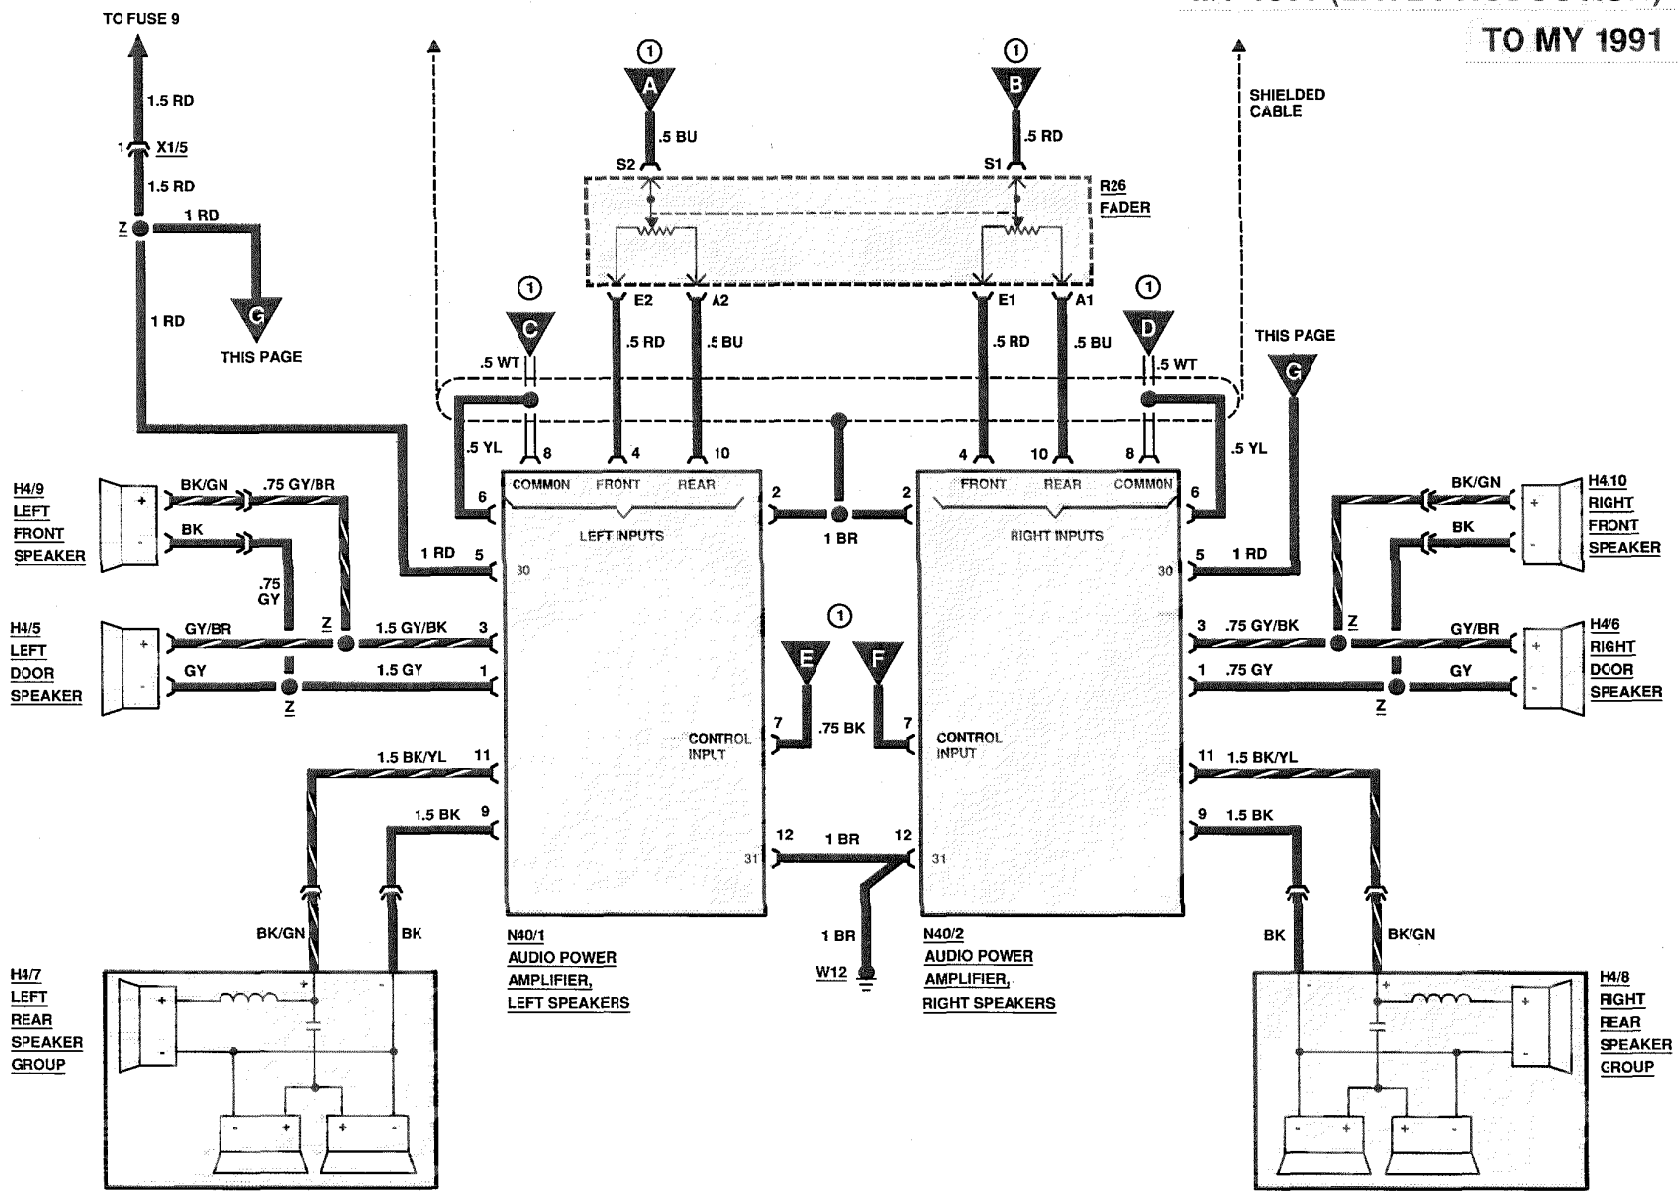 TO MY 1991
TO FUSE 9
1.5 RD
1 X1/5
1.5 RD
Z
1 RD
1 RD
G
THIS PAGE
1
A
.5 BU
S2
1
B
.5 RD
S1
SHIELDED
CABLE
R26
FADER
E2
A2
E1
A1
.5 RD
.5 BU
.5 RD
.5 BU
1
C
.5 WT
.5 YL
1
D
.5 WT
.5 YL
THIS PAGE
G
8
4
10
4
10
8
COMMON FRONT REAR
LEFT INPUTS
FRONT REAR COMMON
RIGHT INPUTS
6
2
2
6
1 BR
1 RD 5
30
30
5 1 RD
H4/9
LEFT
FRONT
SPEAKER
+
-
BK/GN
.75 GY/BR
BK
.75
GY
H4/5
LEFT
DOOR
SPEAKER
+
-
GY/BR
Z
1.5 GY/BK
3
GY
1.5 GY
1
Z
H4.10
RIGHT
FRONT
SPEAKER
+
-
BK/GN
BK
H4/6
RIGHT
DOOR
SPEAKER
+
-
3
.75 GY/BK
Z
GY/BR
1
.75 GY
GY
Z
1
E
F
7
.75 BK
7
CONTROL
INPUT
CONTROL
INPUT
1.5 BK/YL
11
1.5 BK
9
11
1.5 BK/YL
9
1.5 BK
12
1 BR
12
31
31
1 BR
W12
N40/1
AUDIO POWER
AMPLIFIER,
LEFT SPEAKERS
N40/2
AUDIO POWER
AMPLIFIER,
RIGHT SPEAKERS
BK/GN
BK
BK
BK/GN
H4/7
LEFT
REAR
SPEAKER
GROUP
+
-
+
-
-
+
+
-
H4/8
RIGHT
REAR
SPEAKER
GROUP
-
+
+
-
-
+
+
-